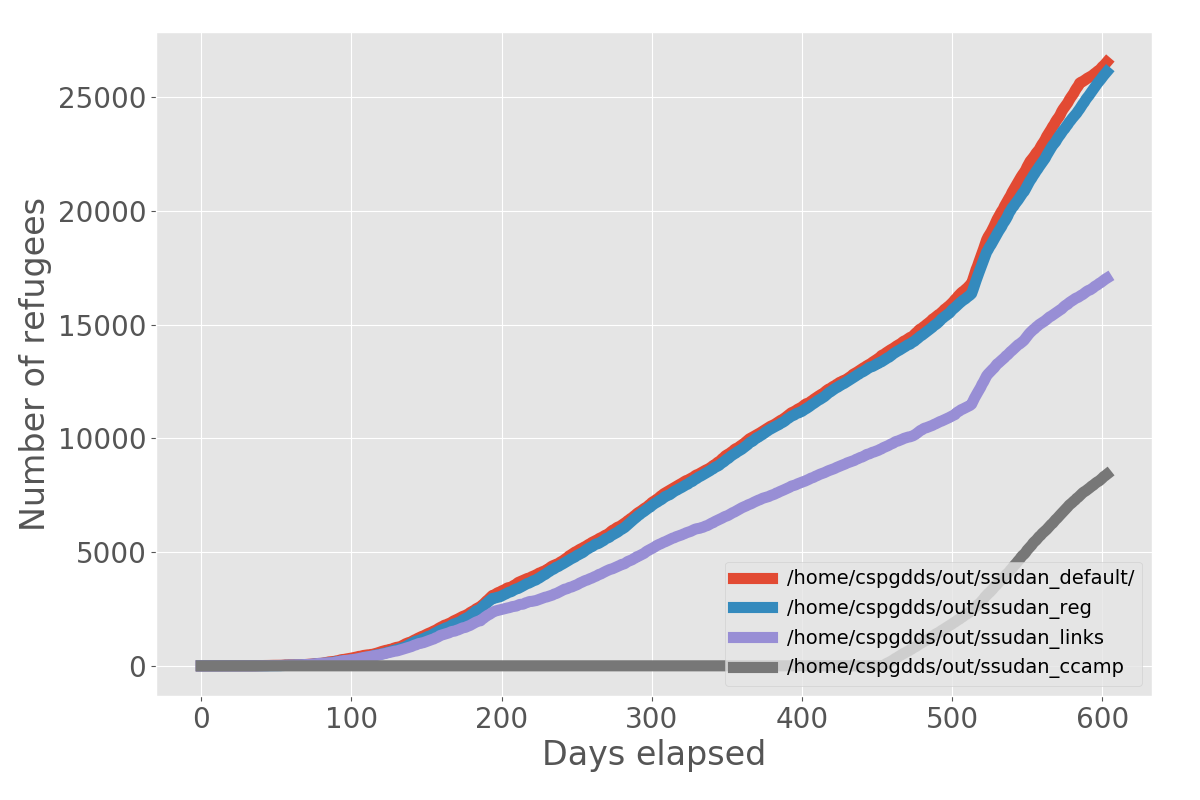 Number of refugees
25000
20000
15000
10000
5000
0
/home/cspgdds/out/ssudan_default/
/home/cspgdds/out/ssudan_reg
/home/cspgdds/out/ssudan_links
/home/cspgdds/out/ssudan_ccamp
0 100 200 300 400 500 600
Days elapsed